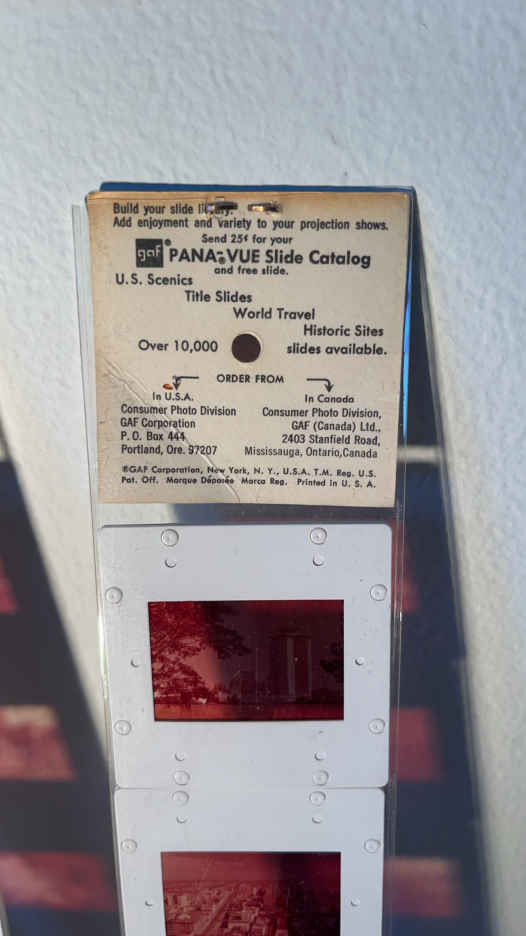 Build your slide library.
Add enjoyment and variety to your projection shows.
Send 25¢ for your
gaf® PANA-VUE® Slide Catalog
and free slide.
U.S. Scenics
Title Slides
World Travel
Historic Sites
Over 10,000 slides available.
ORDER FROM
In U.S.A.
Consumer Photo Division
GAF Corporation
P. O. Box 444
Portland, Ore. 97207
In Canada
Consumer Photo Division,
GAF (Canada) Ltd.,
2403 Stanfield Road,
Mississauga, Ontario, Canada
®GAF Corporation, New York, N. Y., U.S.A. T.M. Reg. U.S.
Pat. Off. Marque Déposée Marca Reg. Printed in U. S. A.